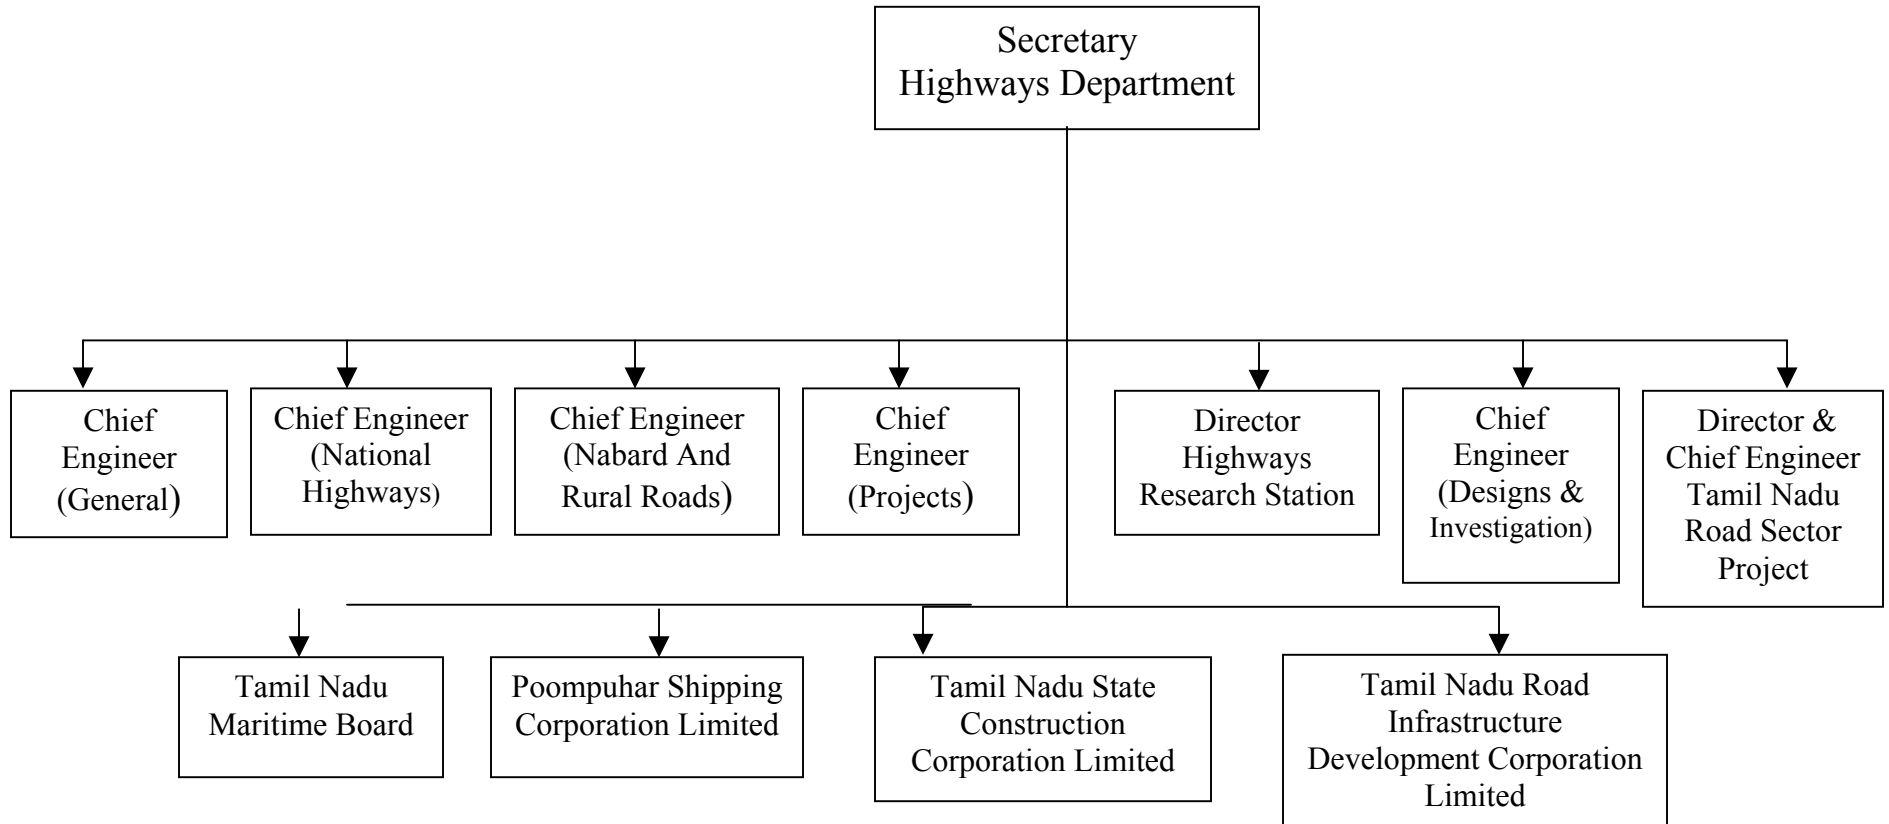 Secretary
Highways Department
Chief
Engineer
(General)
Chief Engineer
(National
Highways)
Chief Engineer
(Nabard And
Rural Roads)
Chief
Engineer
(Projects)
Director
Highways
Research Station
Chief
Engineer
(Designs &
Investigation)
Director &
Chief Engineer
Tamil Nadu
Road Sector
Project
Tamil Nadu
Maritime Board
Poompuhar Shipping
Corporation Limited
Tamil Nadu State
Construction
Corporation Limited
Tamil Nadu Road
Infrastructure
Development Corporation
Limited